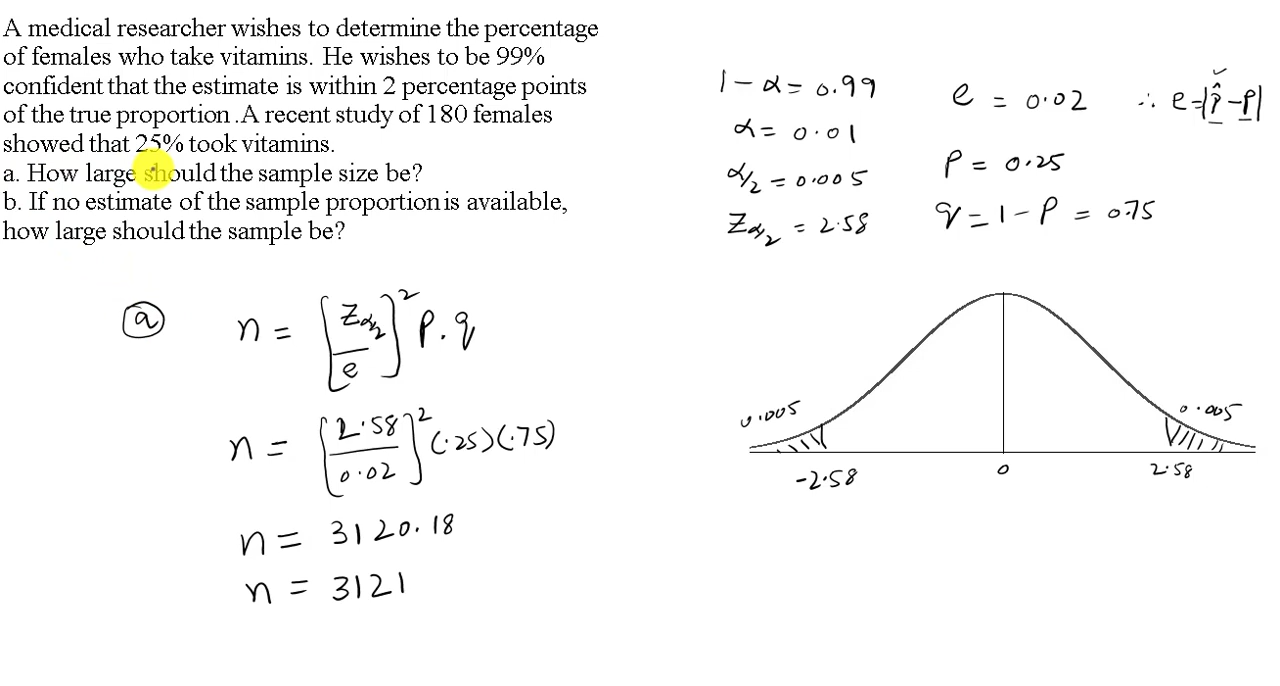 A medical researcher wishes to determine the percentage
of females who take vitamins. He wishes to be 99%
confident that the estimate is within 2 percentage points
of the true proportion .A recent study of 180 females
showed that 25% took vitamins.
a. How large should the sample size be?
b. If no estimate of the sample proportion is available,
how large should the sample be?
1 - α = 0.99
α = 0.01
α/2 = 0.005
Zα/2 = 2.58
e = 0.02 ∴ e = |p̂ - p|
P = 0.25
q = 1 - P = 0.75
ⓐ n = [Zα/2 / e]² P.q
n = [2.58 / 0.02]² (.25)(.75)
n = 3120.18
n = 3121
0.005 0.005
-2.58 0 2.58